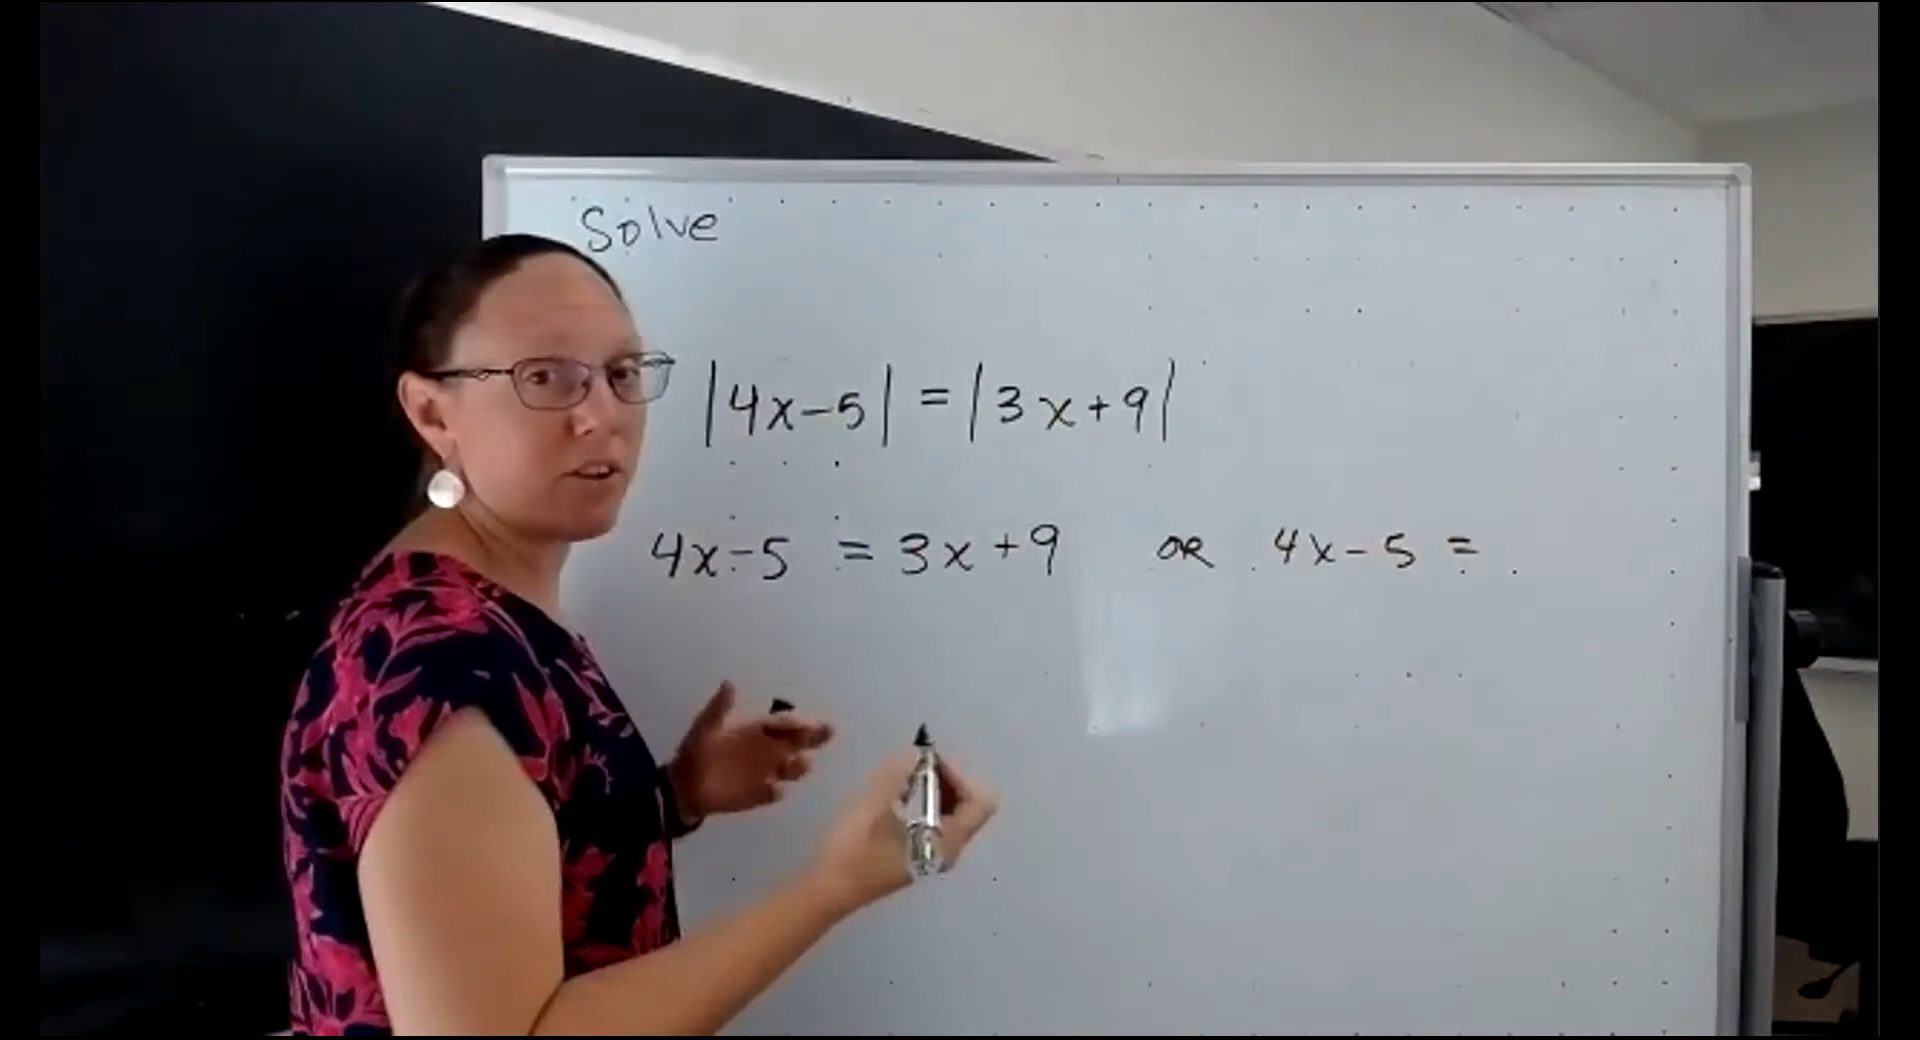 Solve
|4x-5| = |3x+9|
4x-5 = 3x+9 OR 4x-5 =